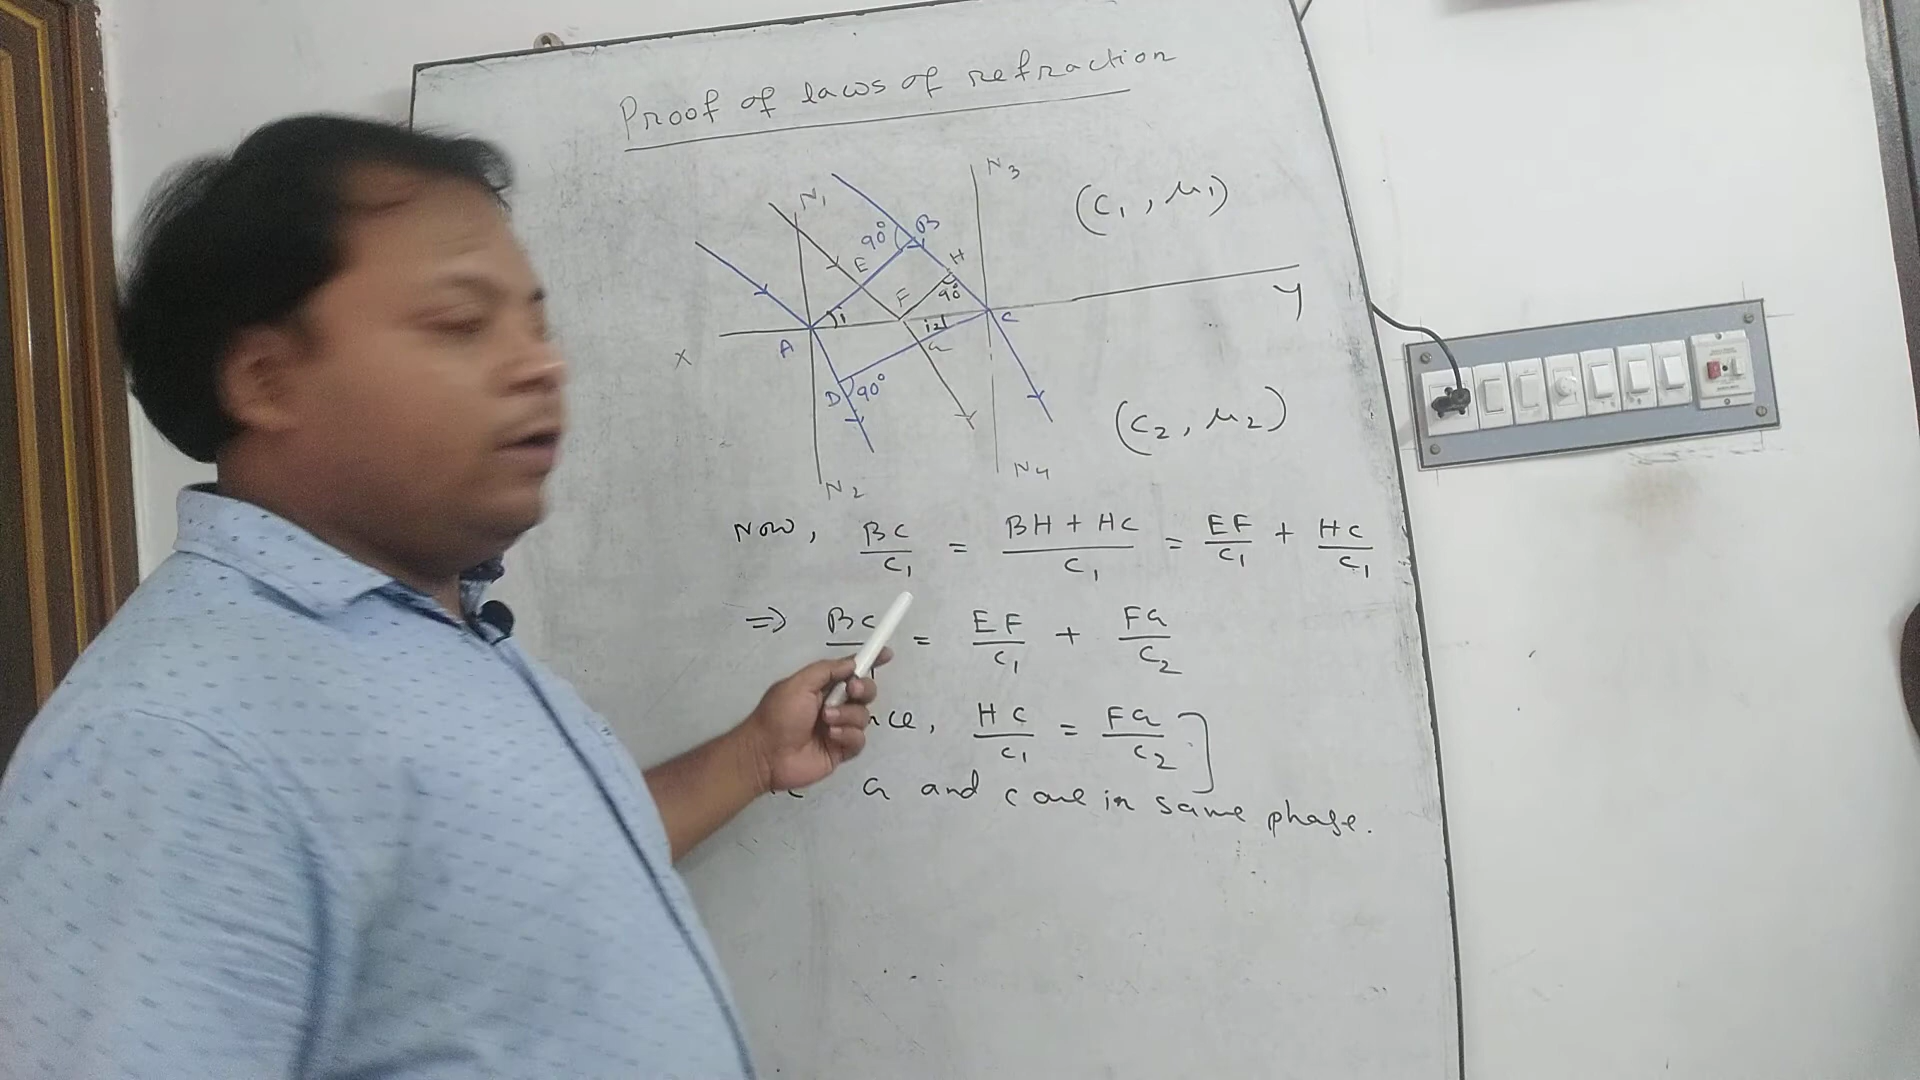 Proof of laws of refraction
N1
N3
(C1, μ1)
90°
B
E
H
F
90°
i
i2
C
Y
A
G
X
D
90°
(C2, μ2)
N2
N4
Now, BC/C1 = (BH + HC)/C1 = EF/C1 + HC/C1
=> BC/ = EF/C1 + FG/C2
HC/C1 = FG/C2 ]
G and C are in same phase.